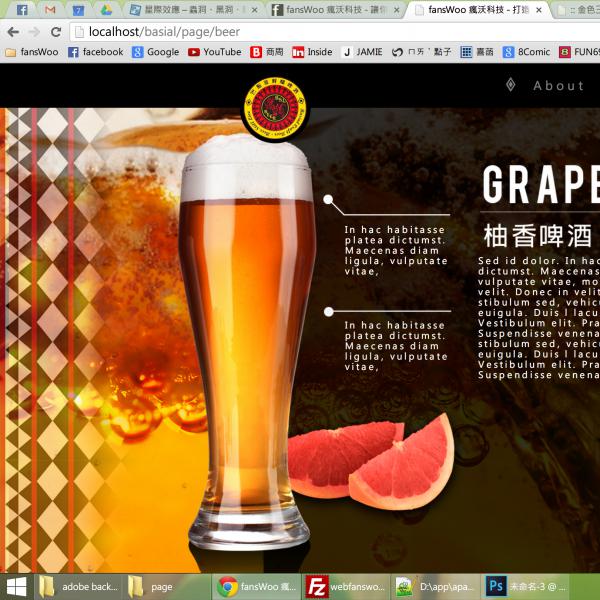 星際效應 – 蟲洞、黑洞、
fansWoo 瘋沃科技 - 讓你
fansWoo 瘋沃科技 - 打造
:: 金色三
localhost/basial/page/beer
fansWoo
facebook
Google
YouTube
商周
Inside
JAMIE
ㄇㄞˋ點子
喜萌
8Comic
FUN69
About
GRAPE
柚香啤酒
In hac habitasse
platea dictumst.
Maecenas diam
ligula, vulputate
vitae,
In hac habitasse
platea dictumst.
Maecenas diam
ligula, vulputate
vitae,
Sed id dolor. In hac
dictumst. Maecenas
vulputate vitae, mo
velit. Donec in velit
stibulum sed, vehicu
euigula. Duis l lacu
Vestibulum elit. Pra
Suspendisse venena
stibulum sed, vehicu
euigula. Duis l lacu
Vestibulum elit. Pra
Suspendisse venena
adobe back...
page
fansWoo 瘋...
webfanswo...
D:\app\apa...
未命名-3 @ ...